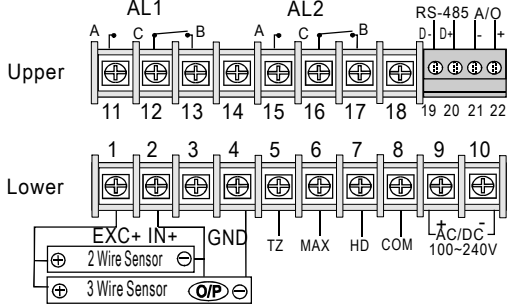 AL1 AL2 RS-485 A/O
A C B A C B D- D+ - +
Upper
11 12 13 14 15 16 17 18 19 20 21 22
1 2 3 4 5 6 7 8 9 10
Lower
+ -
EXC+ IN+ GND TZ MAX HD COM AC/DC
100~240V
2 Wire Sensor
3 Wire Sensor O/P